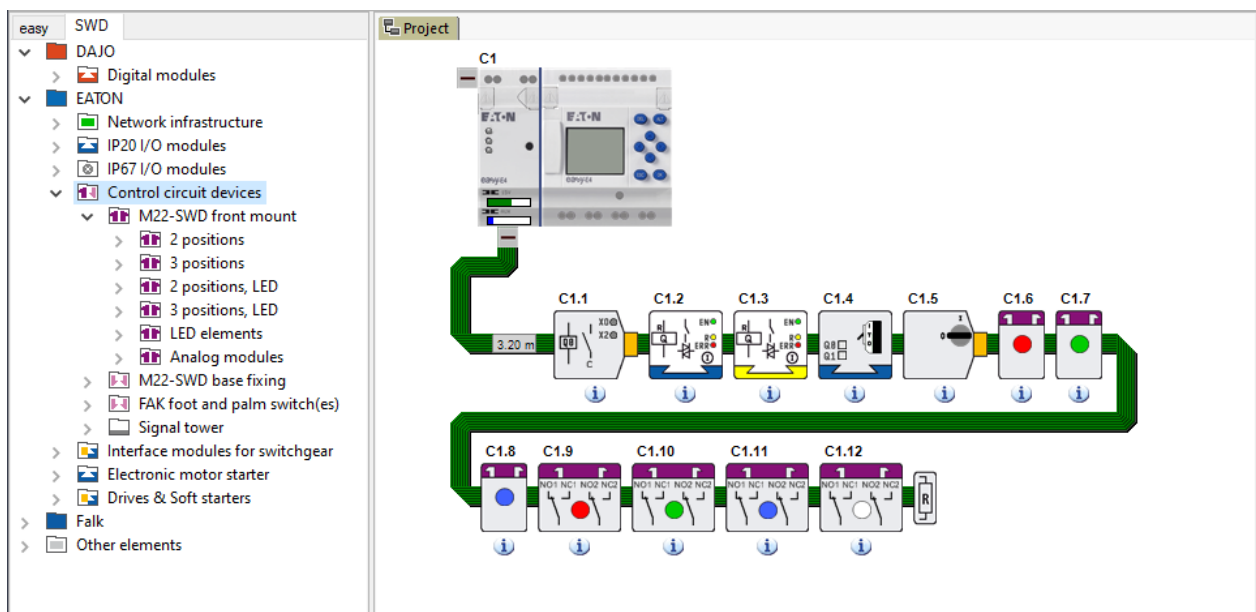 easy SWD
DAJO
Digital modules
EATON
Network infrastructure
IP20 I/O modules
IP67 I/O modules
Control circuit devices
M22-SWD front mount
2 positions
3 positions
2 positions, LED
3 positions, LED
LED elements
Analog modules
M22-SWD base fixing
FAK foot and palm switch(es)
Signal tower
Interface modules for switchgear
Electronic motor starter
Drives & Soft starters
Falk
Other elements
Project
C1
E:T•N E:T•N
C1.1 C1.2 C1.3 C1.4 C1.5 C1.6 C1.7
3.20 m
Q0 X0 X2 C
R Q EN R ERR
R Q EN R ERR
Q0 Q1
0 I
C1.8 C1.9 C1.10 C1.11 C1.12
NO1 NC1 NO2 NC2 NO1 NC1 NO2 NC2 NO1 NC1 NO2 NC2 NO1 NC1 NO2 NC2
R